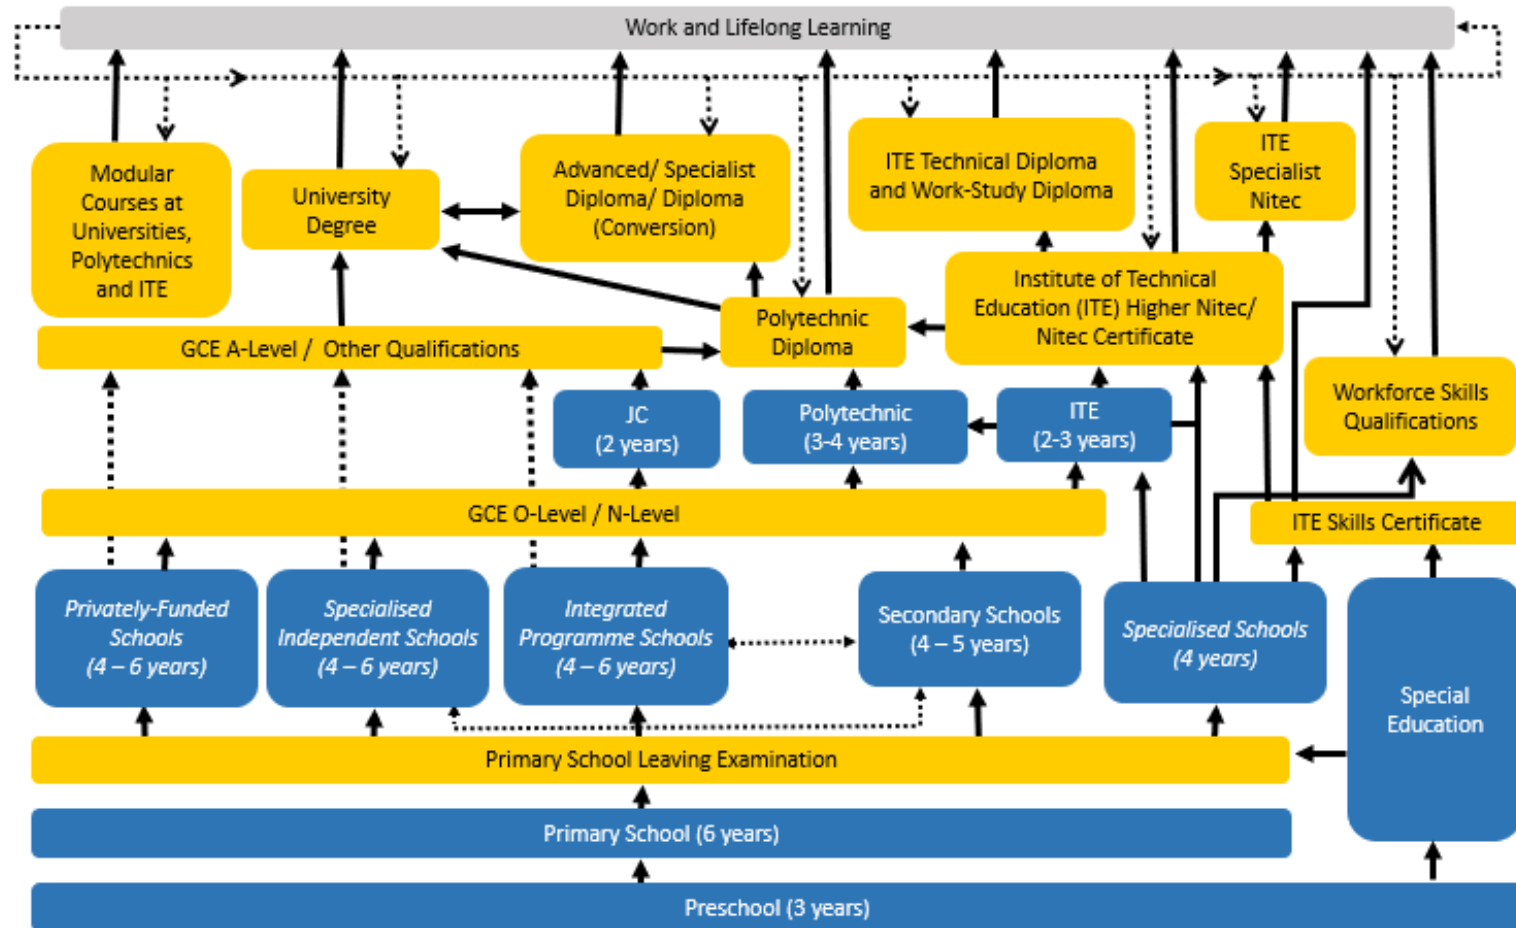 Work and Lifelong Learning
Modular
Courses at
Universities,
Polytechnics
and ITE
University
Degree
Advanced/ Specialist
Diploma/ Diploma
(Conversion)
ITE Technical Diploma
and Work-Study Diploma
ITE
Specialist
Nitec
Institute of Technical
Education (ITE) Higher Nitec/
Nitec Certificate
Polytechnic
Diploma
GCE A-Level / Other Qualifications
JC
(2 years)
Polytechnic
(3-4 years)
ITE
(2-3 years)
Workforce Skills
Qualifications
GCE O-Level / N-Level
ITE Skills Certificate
Privately-Funded
Schools
(4 – 6 years)
Specialised
Independent Schools
(4 – 6 years)
Integrated
Programme Schools
(4 – 6 years)
Secondary Schools
(4 – 5 years)
Specialised Schools
(4 years)
Special
Education
Primary School Leaving Examination
Primary School (6 years)
Preschool (3 years)